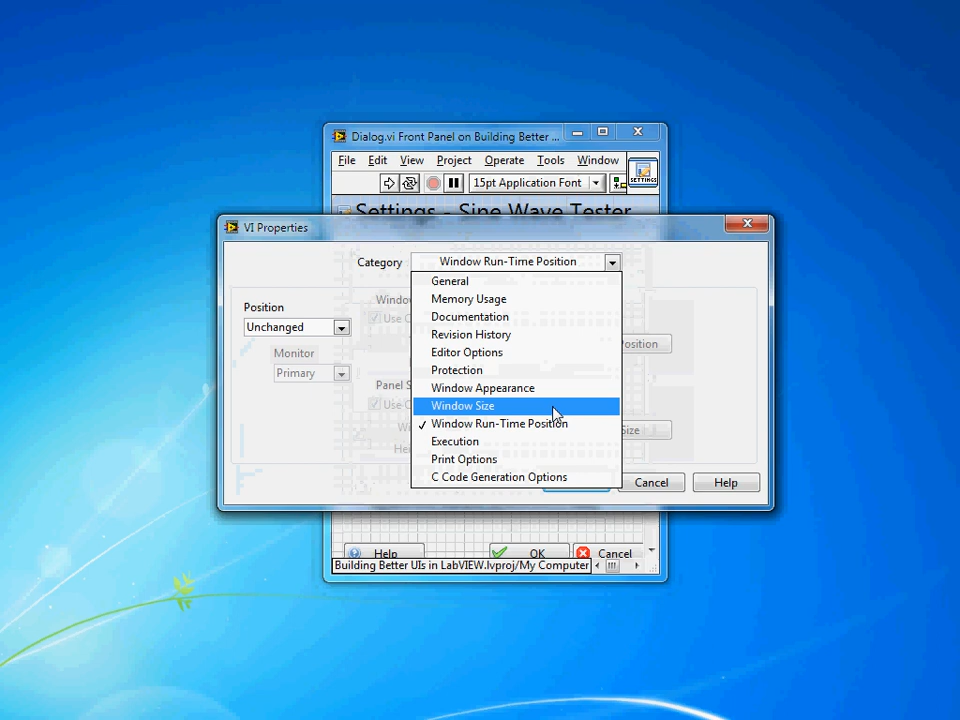 Dialog.vi Front Panel on Building Better ...
File Edit View Project Operate Tools Window
15pt Application Font
SETTINGS
Settings - Sine Wave Tester
VI Properties
Category Window Run-Time Position
General
Memory Usage
Documentation
Revision History
Editor Options
Protection
Window Appearance
Window Size
Window Run-Time Position
Execution
Print Options
C Code Generation Options
Position
Unchanged
Monitor
Primary
Use
Position
Panel
Use
Size
Cancel Help
Help OK Cancel
Building Better UIs in LabVIEW.lvproj/My Computer